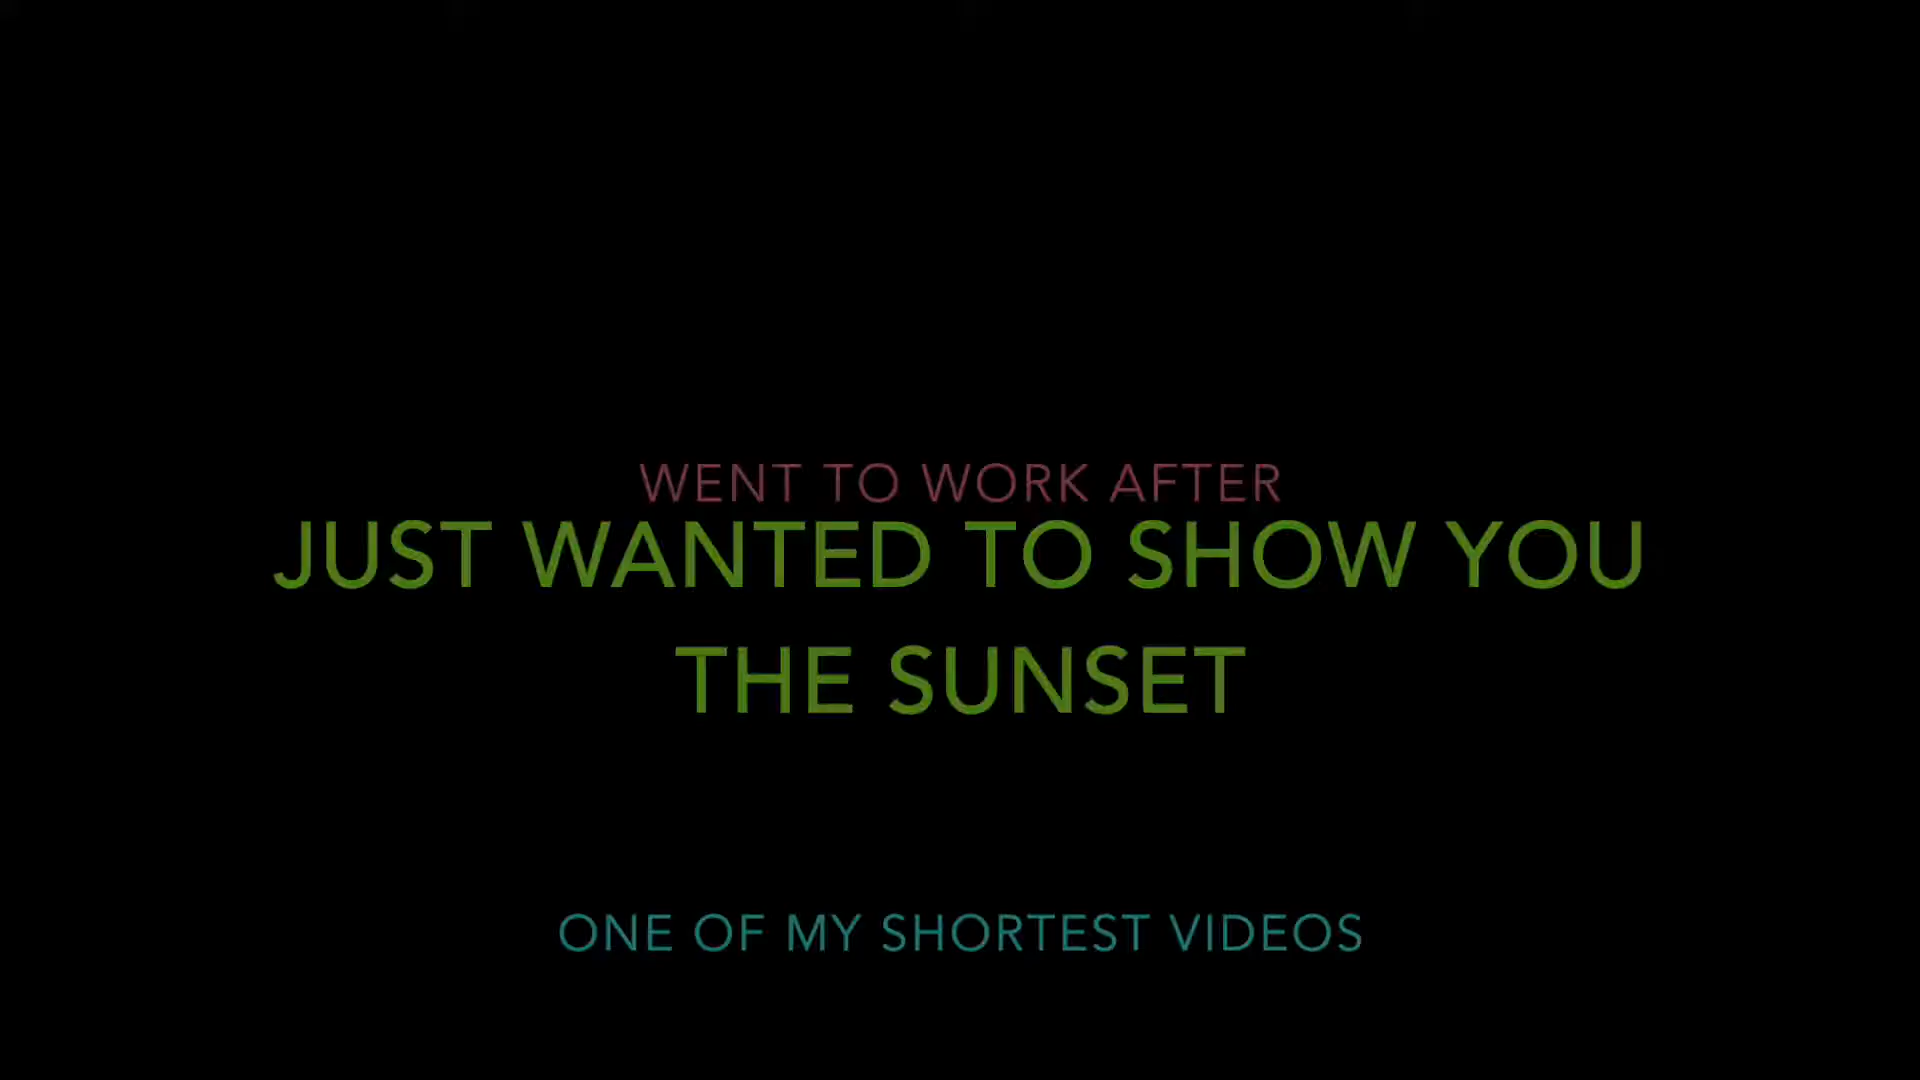 WENT TO WORK AFTER
JUST WANTED TO SHOW YOU
THE SUNSET
ONE OF MY SHORTEST VIDEOS